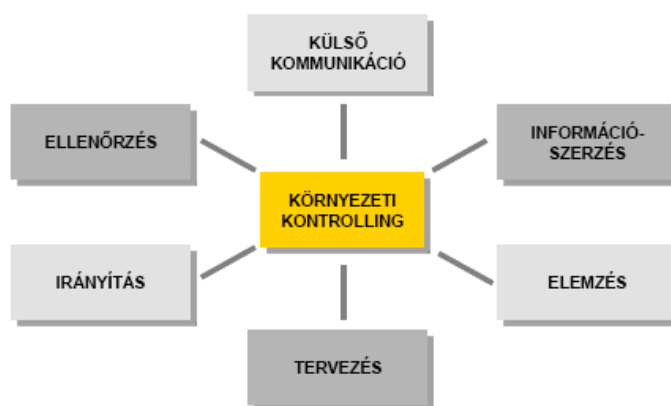 KÜLSŐ
KOMMUNIKÁCIÓ
ELLENŐRZÉS
INFORMÁCIÓ-
SZERZÉS
KÖRNYEZETI
KONTROLLING
IRÁNYÍTÁS
ELEMZÉS
TERVEZÉS